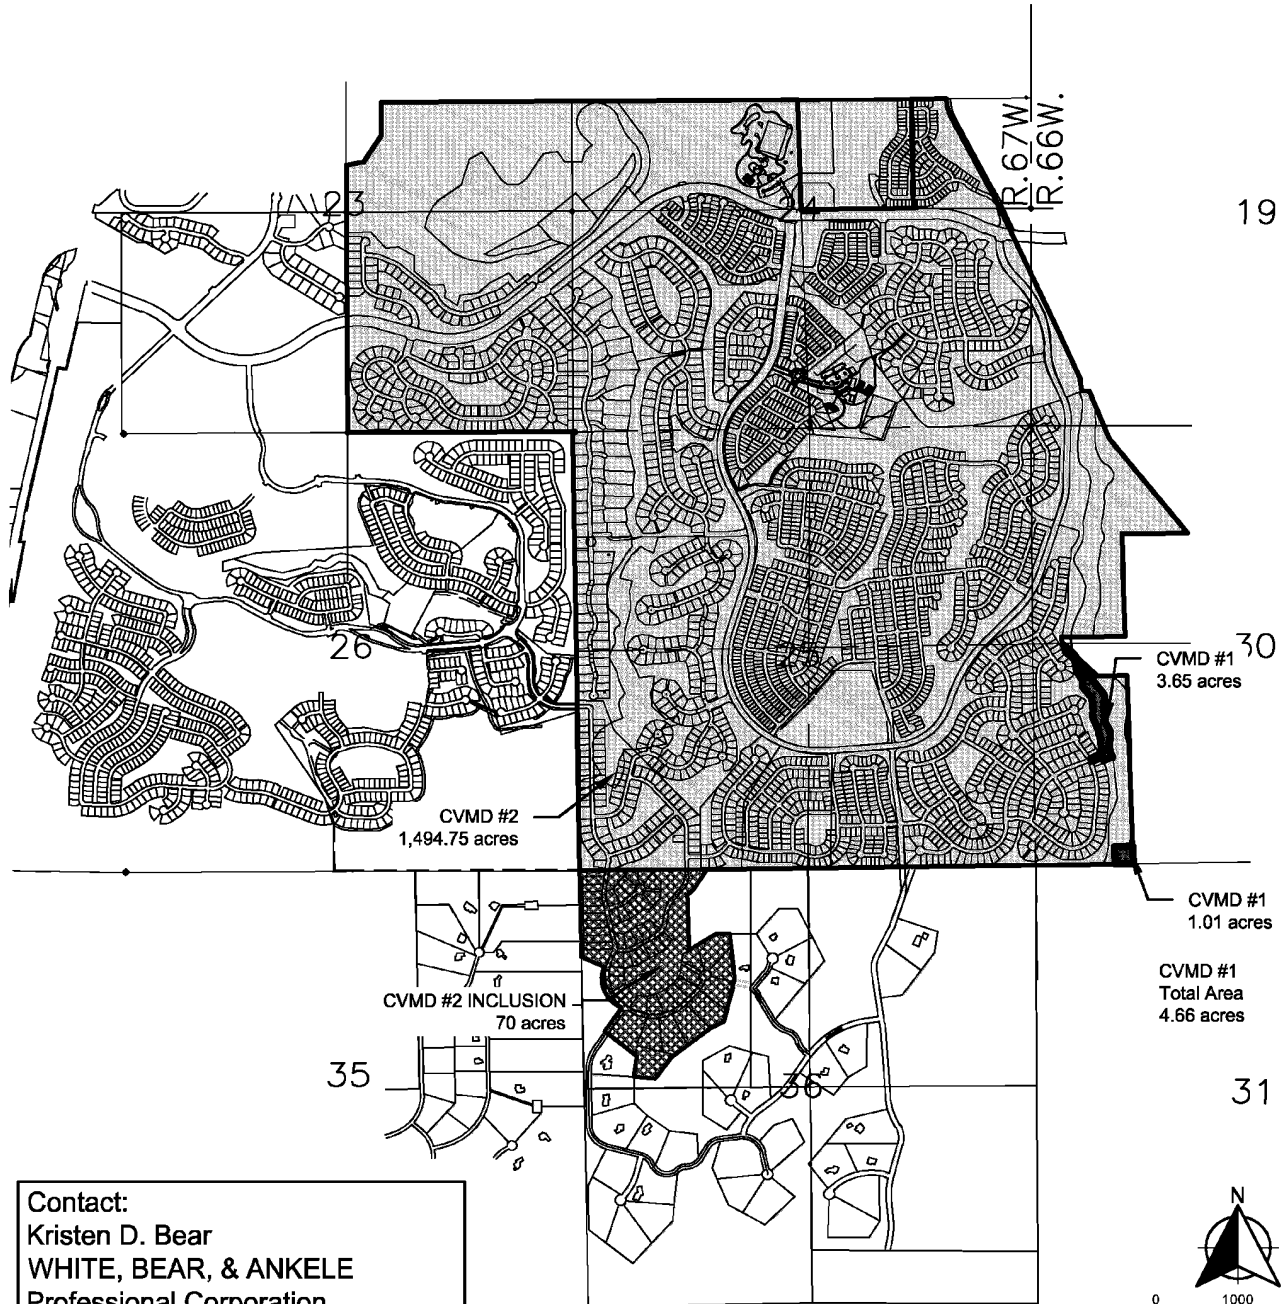 R.67W.
R.66W.
23
19
26
30
CVMD #1
3.65 acres
CVMD #2
1,494.75 acres
CVMD #1
1.01 acres
CVMD #1
Total Area
4.66 acres
CVMD #2 INCLUSION
70 acres
35
36
31
Contact:
Kristen D. Bear
WHITE, BEAR, & ANKELE
Professional Corporation
N
0 1000